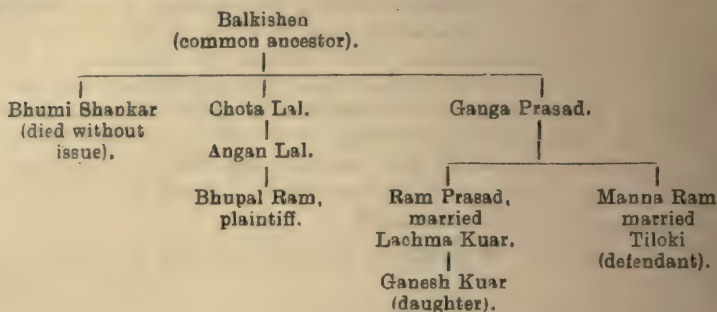 Balkishen
(common ancestor).
Bhumi Shankar Chota Lal. Ganga Prasad.
(died without
issue). Angan Lal.
Bhupal Ram, Ram Prasad, Manna Ram
plaintiff. married married
Lachma Kuar. Tiloki
(defendant).
Ganesh Kuar
(daughter).